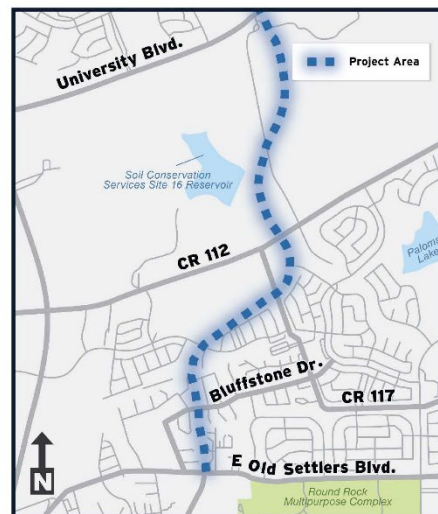 University Blvd.
Project Area
Soil Conservation
Services Site 16 Reservoir
CR 112
Bluffstone Dr.
CR 117
E Old Settlers Blvd.
N
Round Rock
Multipurpose Complex